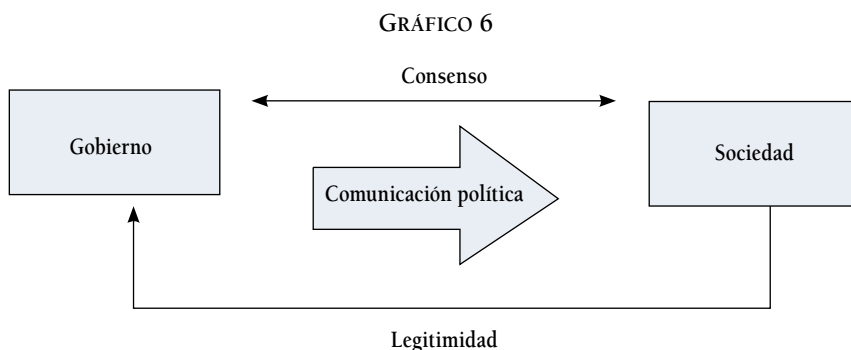 GRÁFICO 6
Consenso
Gobierno
Sociedad
Comunicación política
Legitimidad